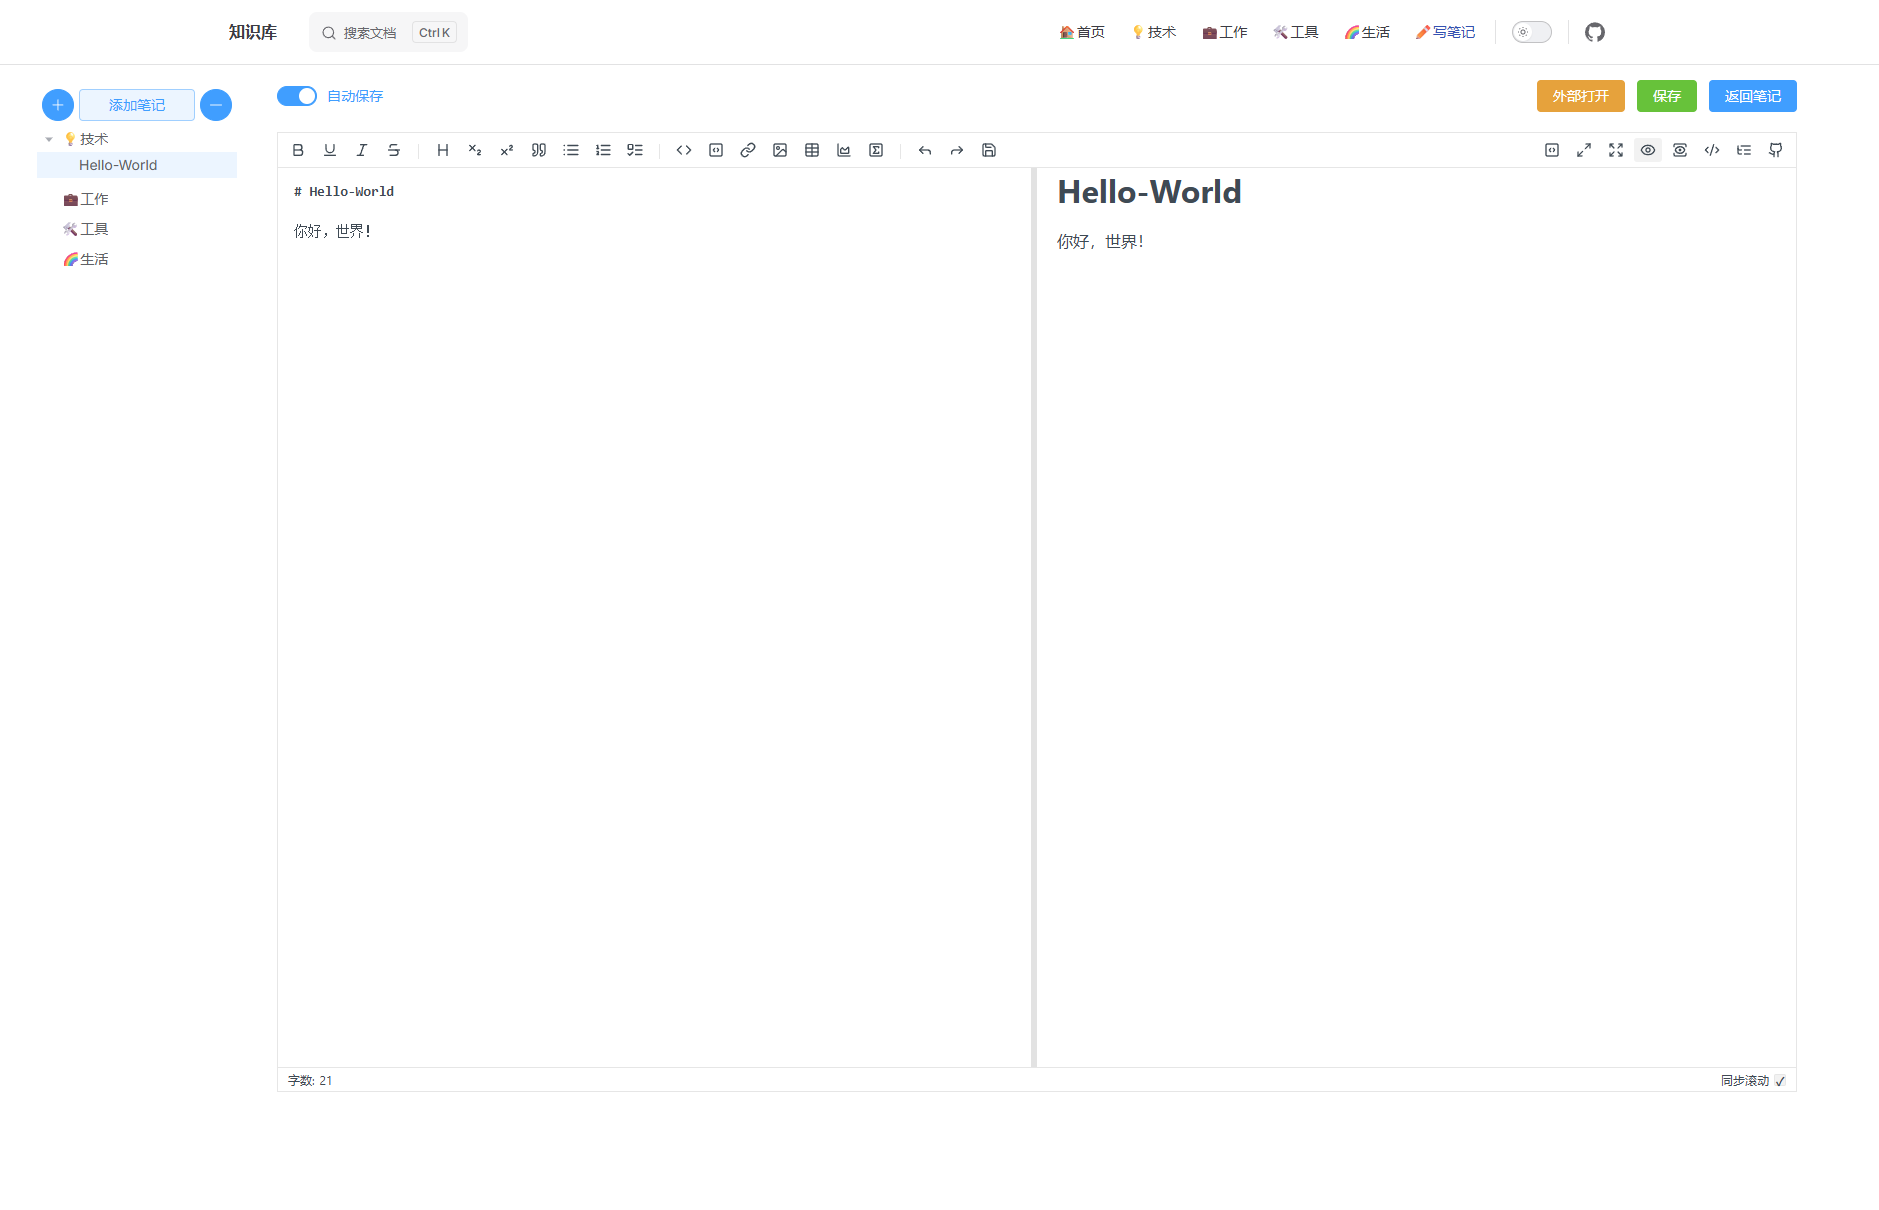 知识库
搜索文档 Ctrl K
🏠首页 💡技术 💼工作 🛠️工具 🌈生活 🖍️写笔记
添加笔记
💡技术
Hello-World
💼工作
🛠️工具
🌈生活
自动保存
外部打开 保存 返回笔记
# Hello-World
你好，世界！
Hello-World
你好，世界！
字数: 21
同步滚动